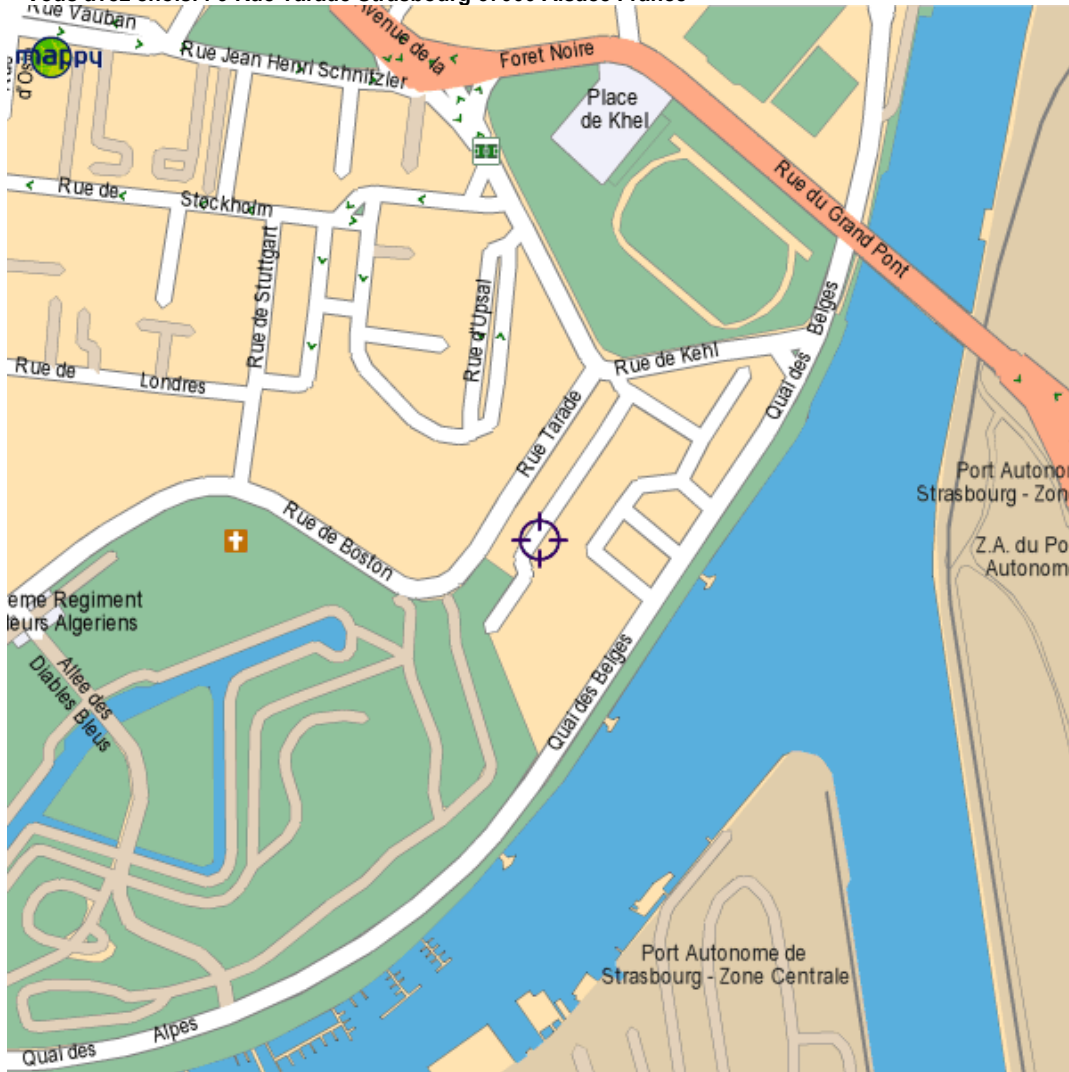 Rue Vauban
mappy
Rue Jean Henri Schnitzler
Avenue de la
Foret Noire
Place
de Khel
Rue du Grand Pont
Rue de
Stockholm
Rue de Stuttgart
Rue d'Upsal
Quai des
Belges
Rue de Kehl
Rue de
Londres
Rue Tarade
Port Autono
Strasbourg - Zon
Rue de Boston
Z.A. du Po
Autonom
eme Regiment
leurs Algeriens
Allee des
Diables Bleus
Quai des Belges
Port Autonome de
Strasbourg - Zone Centrale
Quai des
Alpes